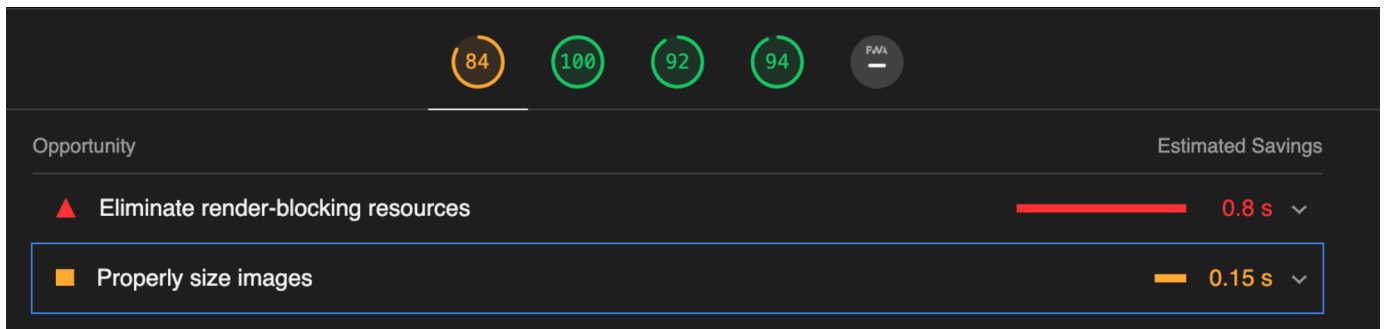 84 100 92 94 PWA
Opportunity Estimated Savings
Eliminate render-blocking resources 0.8 s
Properly size images 0.15 s